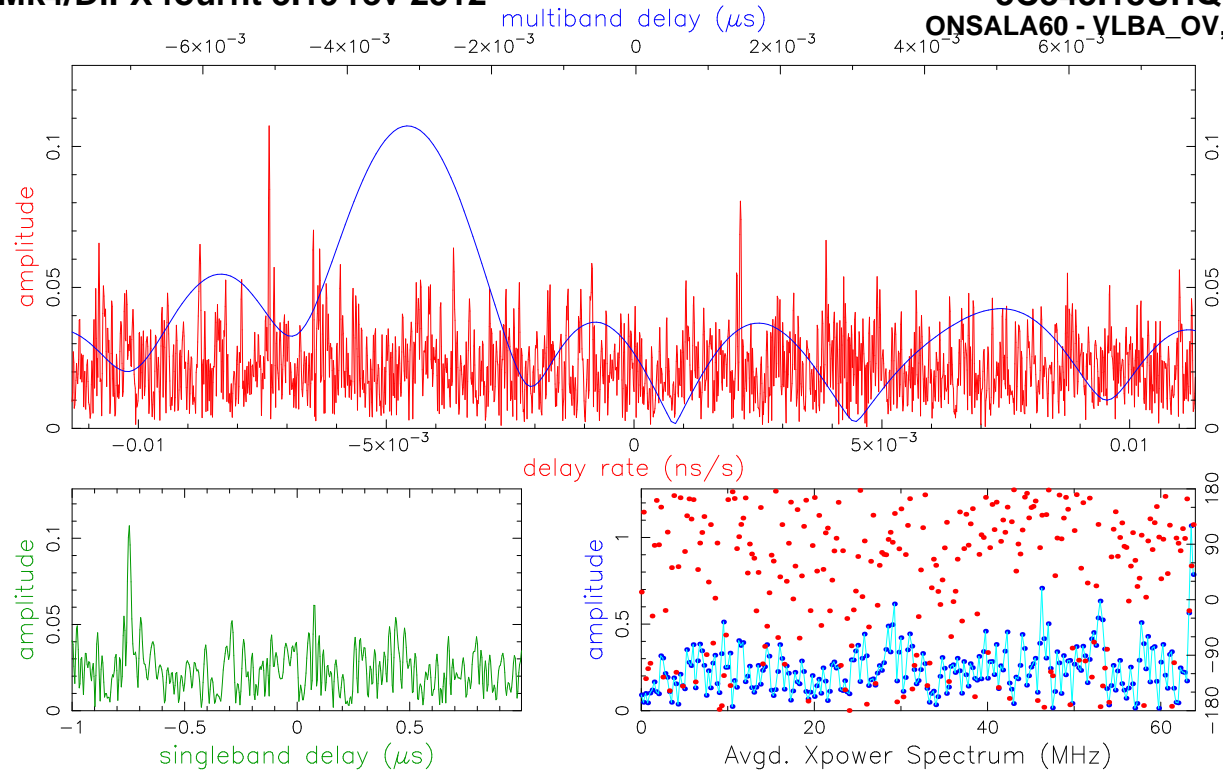 multiband delay (μs)
ONSALA60 - VLBA_OV,
−6×10⁻³ −4×10⁻³ −2×10⁻³ 0 2×10⁻³ 4×10⁻³ 6×10⁻³
amplitude
0 0.05 0.1
0 0.05 0.1
−0.01 −5×10⁻³ 0 5×10⁻³ 0.01
delay rate (ns/s)
amplitude
0 0.05 0.1
−1 −0.5 0 0.5
singleband delay (μs)
amplitude
0 0.5 1
−180 −90 0 90 180
0 20 40 60
Avgd. Xpower Spectrum (MHz)